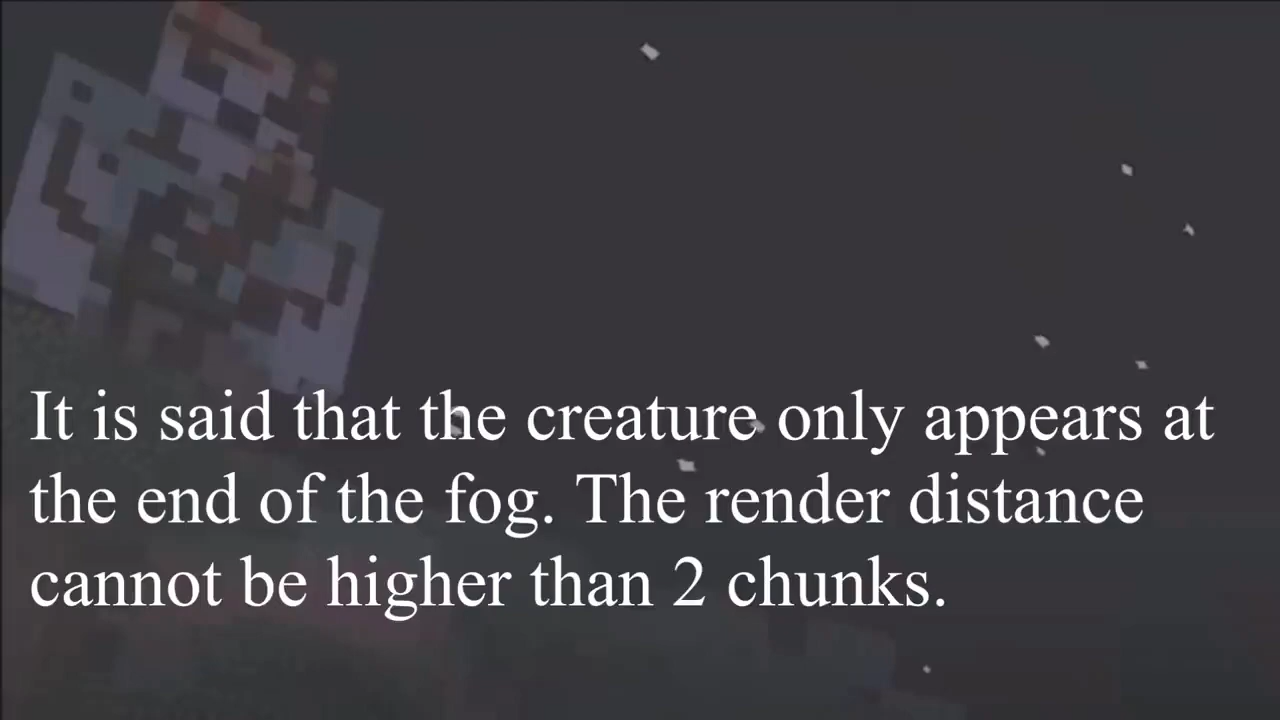 It is said that the creature only appears at
the end of the fog. The render distance
cannot be higher than 2 chunks.